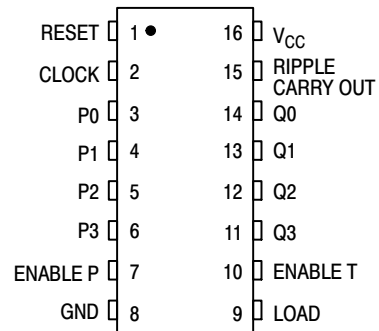 RESET 1 16 VCC
CLOCK 2 15 RIPPLE
CARRY OUT
P0 3 14 Q0
P1 4 13 Q1
P2 5 12 Q2
P3 6 11 Q3
ENABLE P 7 10 ENABLE T
GND 8 9 LOAD